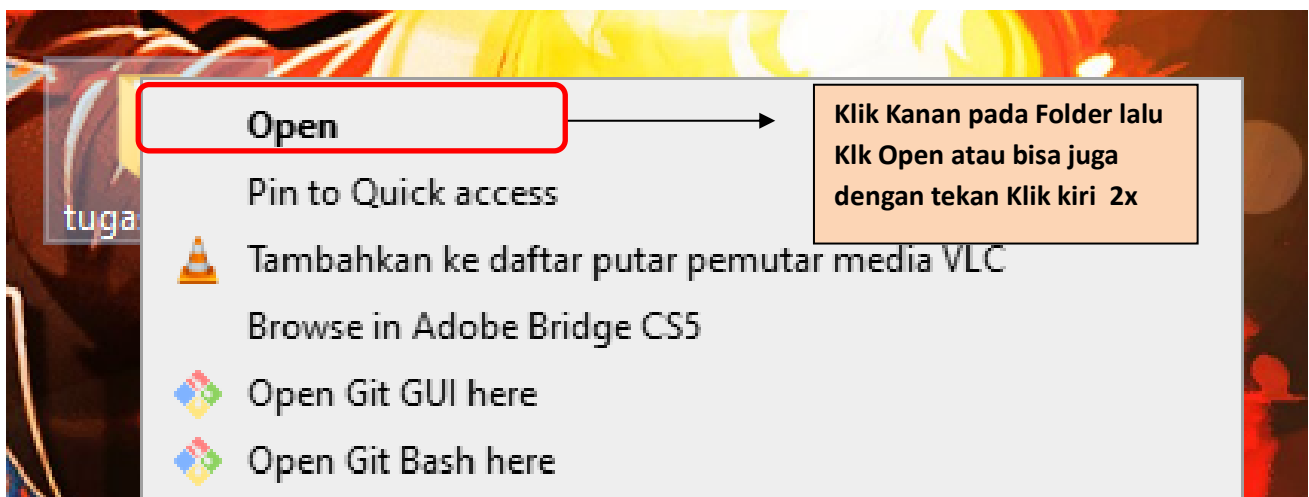 Open
Klik Kanan pada Folder lalu
Klk Open atau bisa juga
dengan tekan Klik kiri 2x
Pin to Quick access
tuga
Tambahkan ke daftar putar pemutar media VLC
Browse in Adobe Bridge CS5
Open Git GUI here
Open Git Bash here